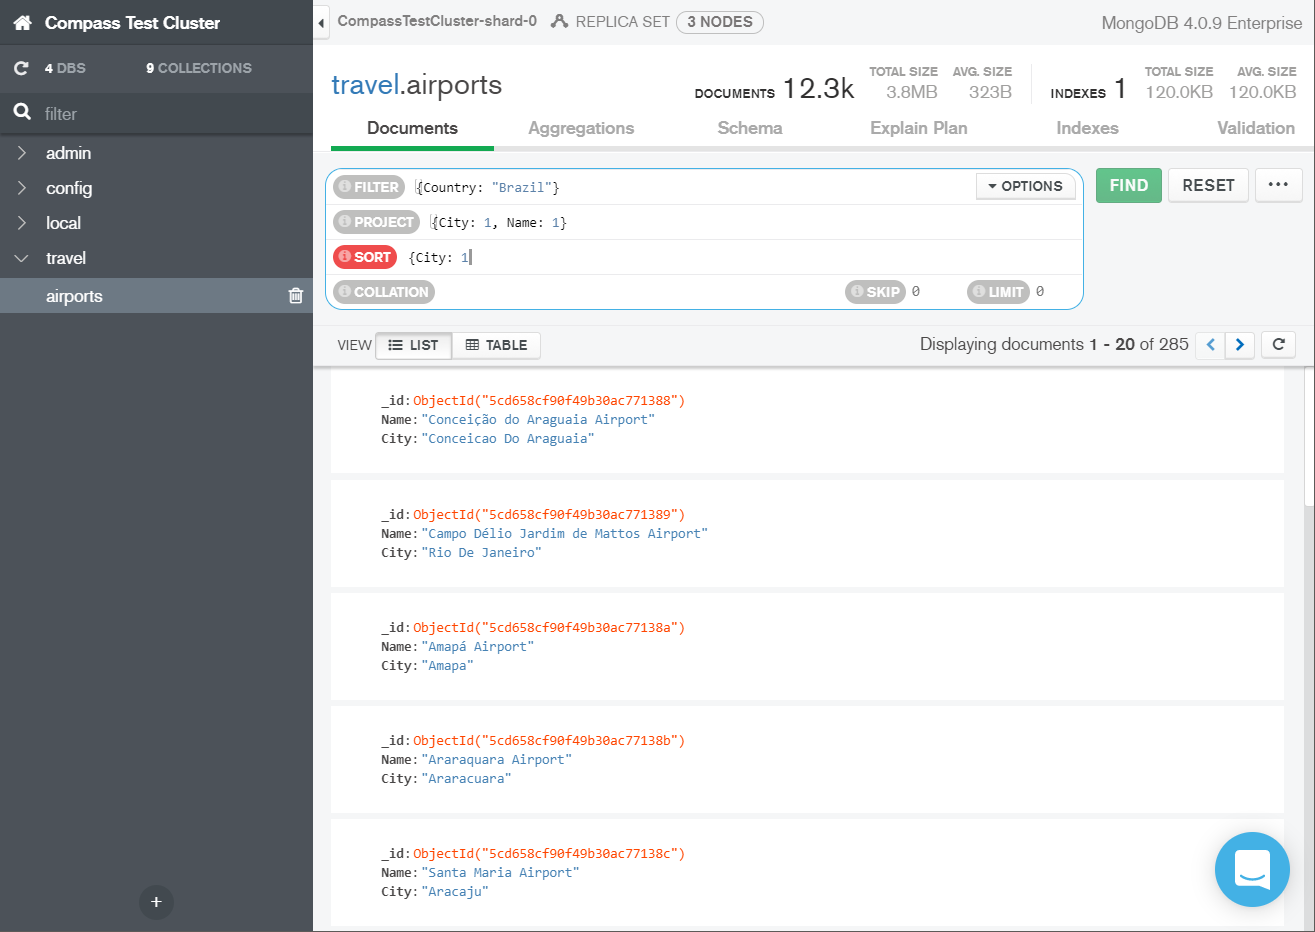 Compass Test Cluster
CompassTestCluster-shard-0 REPLICA SET 3 NODES
MongoDB 4.0.9 Enterprise
4 DBS 9 COLLECTIONS
filter
admin
config
local
travel
airports
travel.airports
DOCUMENTS 12.3k
TOTAL SIZE 3.8MB
AVG. SIZE 323B
INDEXES 1
TOTAL SIZE 120.0KB
AVG. SIZE 120.0KB
Documents Aggregations Schema Explain Plan Indexes Validation
FILTER {Country: "Brazil"}
OPTIONS FIND RESET ...
PROJECT {City: 1, Name: 1}
SORT {City: 1
COLLATION SKIP 0 LIMIT 0
VIEW LIST TABLE Displaying documents 1 - 20 of 285
_id:ObjectId("5cd658cf90f49b30ac771388")
Name:"Conceição do Araguaia Airport"
City:"Conceicao Do Araguaia"
_id:ObjectId("5cd658cf90f49b30ac771389")
Name:"Campo Délio Jardim de Mattos Airport"
City:"Rio De Janeiro"
_id:ObjectId("5cd658cf90f49b30ac77138a")
Name:"Amapá Airport"
City:"Amapa"
_id:ObjectId("5cd658cf90f49b30ac77138b")
Name:"Araraquara Airport"
City:"Araracuara"
_id:ObjectId("5cd658cf90f49b30ac77138c")
Name:"Santa Maria Airport"
City:"Aracaju"